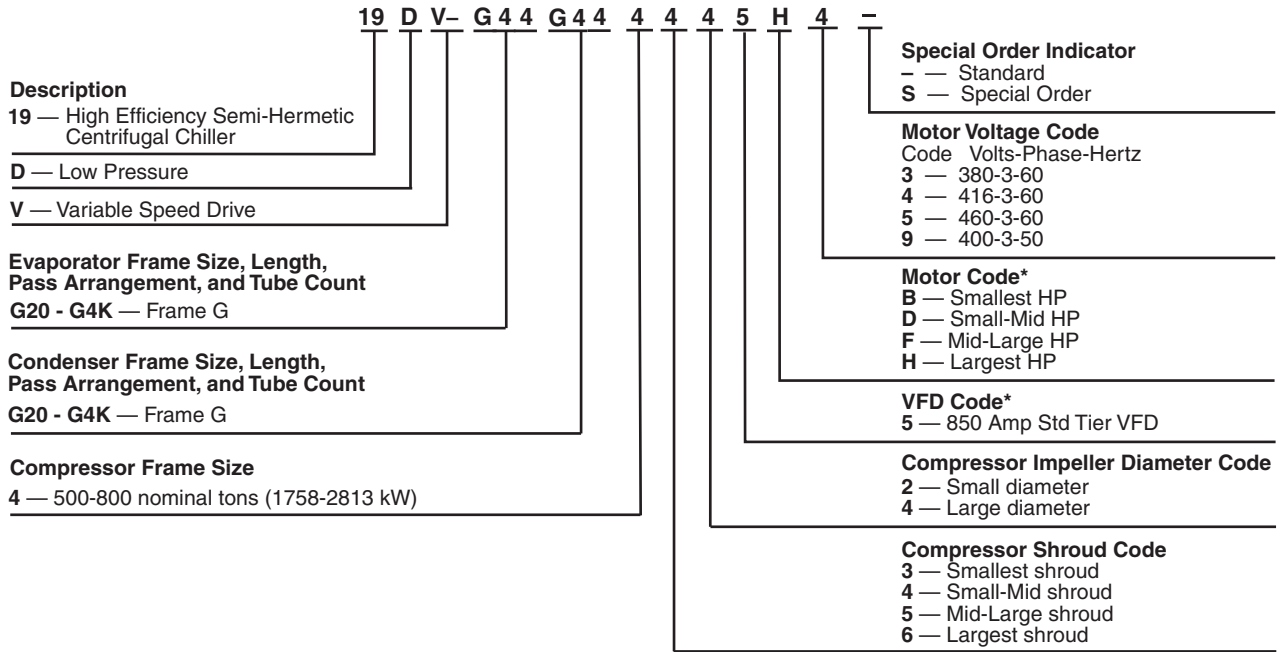 19 D V– G 4 4 G 4 4 4 4 4 5 H 4 –
Description
19 — High Efficiency Semi-Hermetic
Centrifugal Chiller
D — Low Pressure
V — Variable Speed Drive
Evaporator Frame Size, Length,
Pass Arrangement, and Tube Count
G20 - G4K — Frame G
Condenser Frame Size, Length,
Pass Arrangement, and Tube Count
G20 - G4K — Frame G
Compressor Frame Size
4 — 500-800 nominal tons (1758-2813 kW)
Special Order Indicator
– — Standard
S — Special Order
Motor Voltage Code
Code Volts-Phase-Hertz
3 — 380-3-60
4 — 416-3-60
5 — 460-3-60
9 — 400-3-50
Motor Code*
B — Smallest HP
D — Small-Mid HP
F — Mid-Large HP
H — Largest HP
VFD Code*
5 — 850 Amp Std Tier VFD
Compressor Impeller Diameter Code
2 — Small diameter
4 — Large diameter
Compressor Shroud Code
3 — Smallest shroud
4 — Small-Mid shroud
5 — Mid-Large shroud
6 — Largest shroud